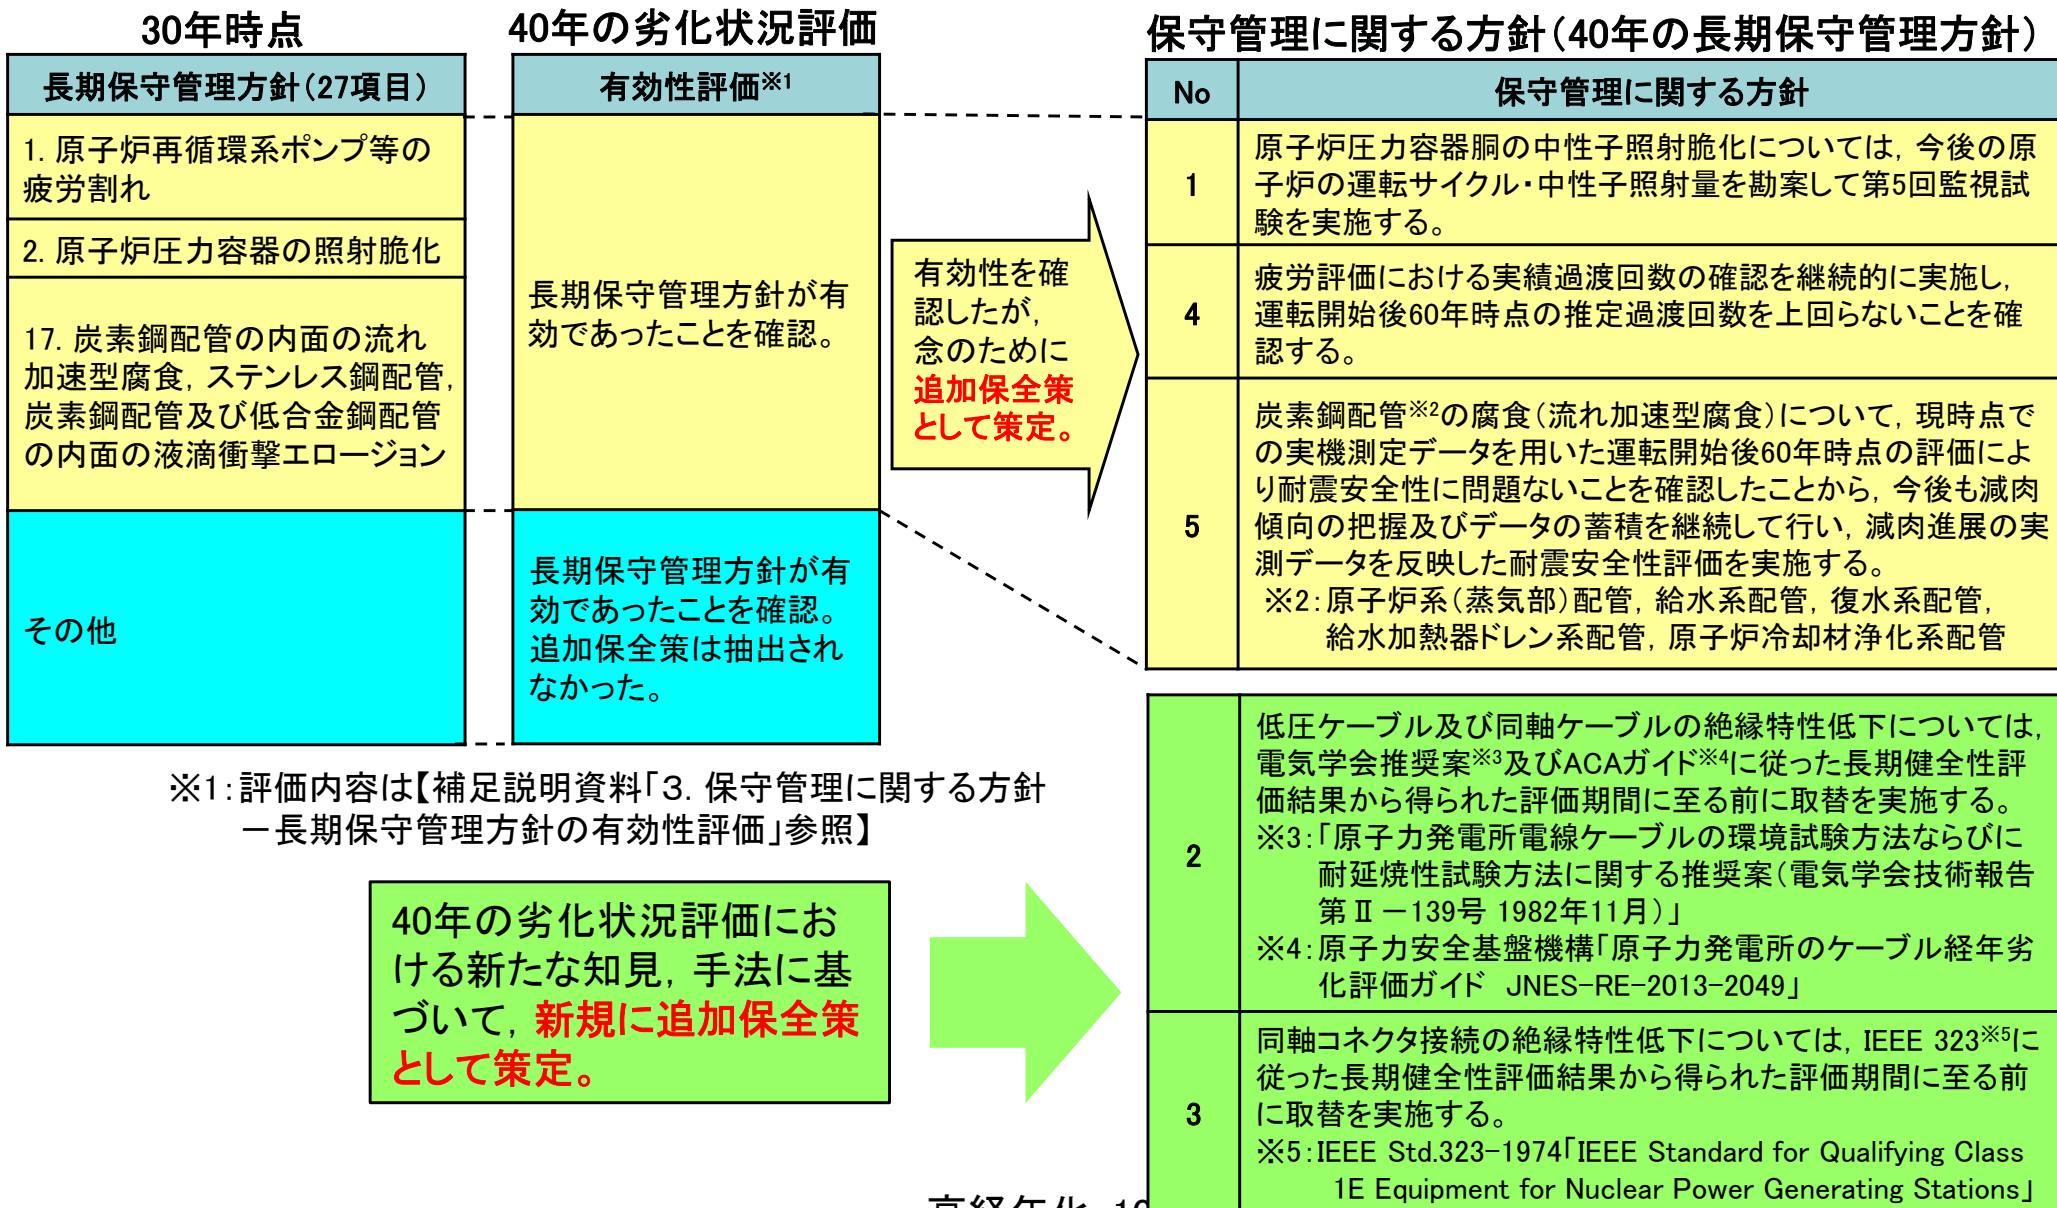 30年時点
長期保守管理方針（27項目）
1. 原子炉再循環系ポンプ等の
疲労割れ
2. 原子炉圧力容器の照射脆化
17. 炭素鋼配管の内面の流れ
加速型腐食，ステンレス鋼配管，
炭素鋼配管及び低合金鋼配管
の内面の液滴衝撃エロージョン
その他
40年の劣化状況評価
有効性評価※1
長期保守管理方針が有
効であったことを確認。
長期保守管理方針が有
効であったことを確認。
追加保全策は抽出され
なかった。
有効性を確
認したが，
念のために
追加保全策
として策定。
※1：評価内容は【補足説明資料「３．保守管理に関する方針
－長期保守管理方針の有効性評価」参照】
40年の劣化状況評価にお
ける新たな知見，手法に基
づいて，新規に追加保全策
として策定。
保守管理に関する方針（40年の長期保守管理方針）
No
保守管理に関する方針
1
原子炉圧力容器胴の中性子照射脆化については，今後の原
子炉の運転サイクル・中性子照射量を勘案して第5回監視試
験を実施する。
4
疲労評価における実績過渡回数の確認を継続的に実施し，
運転開始後60年時点の推定過渡回数を上回らないことを確
認する。
5
炭素鋼配管※2の腐食（流れ加速型腐食）について，現時点で
の実機測定データを用いた運転開始後60年時点の評価によ
り耐震安全性に問題ないことを確認したことから，今後も減肉
傾向の把握及びデータの蓄積を継続して行い，減肉進展の実
測データを反映した耐震安全性評価を実施する。
※2：原子炉系（蒸気部）配管，給水系配管，復水系配管，
給水加熱器ドレン系配管，原子炉冷却材浄化系配管
2
低圧ケーブル及び同軸ケーブルの絶縁特性低下については，
電気学会推奨案※3及びACAガイド※4に従った長期健全性評
価結果から得られた評価期間に至る前に取替を実施する。
※3：「原子力発電所電線ケーブルの環境試験方法ならびに
耐延焼性試験方法に関する推奨案（電気学会技術報告
第Ⅱ－139号 1982年11月）」
※4：原子力安全基盤機構「原子力発電所のケーブル経年劣
化評価ガイド JNES-RE-2013-2049」
3
同軸コネクタ接続の絶縁特性低下については，IEEE 323※5に
従った長期健全性評価結果から得られた評価期間に至る前
に取替を実施する。
※5：IEEE Std.323-1974「IEEE Standard for Qualifying Class
1E Equipment for Nuclear Power Generating Stations」